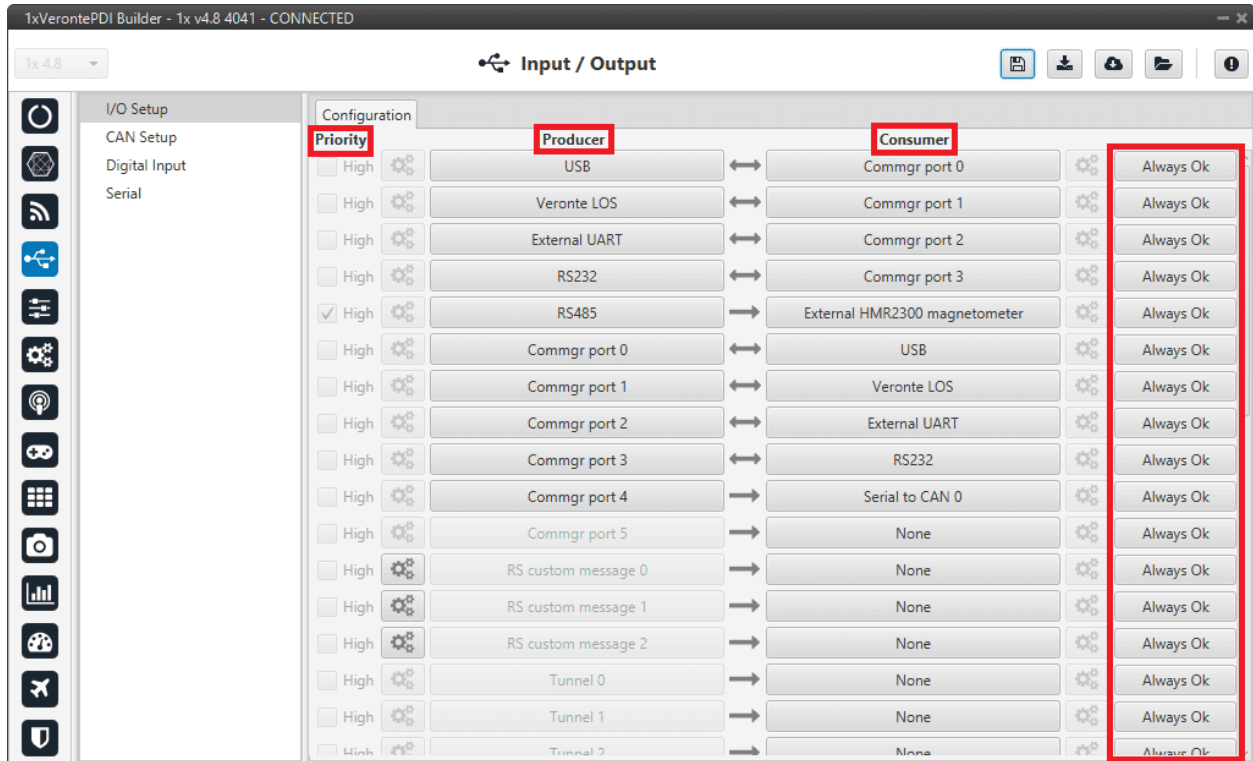 1xVerontePDI Builder - 1x v4.8 4041 - CONNECTED
1x 4.8
Input / Output
I/O Setup
CAN Setup
Digital Input
Serial
Configuration
Priority Producer Consumer
High USB Commgr port 0 Always Ok
High Veronte LOS Commgr port 1 Always Ok
High External UART Commgr port 2 Always Ok
High RS232 Commgr port 3 Always Ok
High RS485 External HMR2300 magnetometer Always Ok
High Commgr port 0 USB Always Ok
High Commgr port 1 Veronte LOS Always Ok
High Commgr port 2 External UART Always Ok
High Commgr port 3 RS232 Always Ok
High Commgr port 4 Serial to CAN 0 Always Ok
High Commgr port 5 None Always Ok
High RS custom message 0 None Always Ok
High RS custom message 1 None Always Ok
High RS custom message 2 None Always Ok
High Tunnel 0 None Always Ok
High Tunnel 1 None Always Ok
High Tunnel 2 None Always Ok